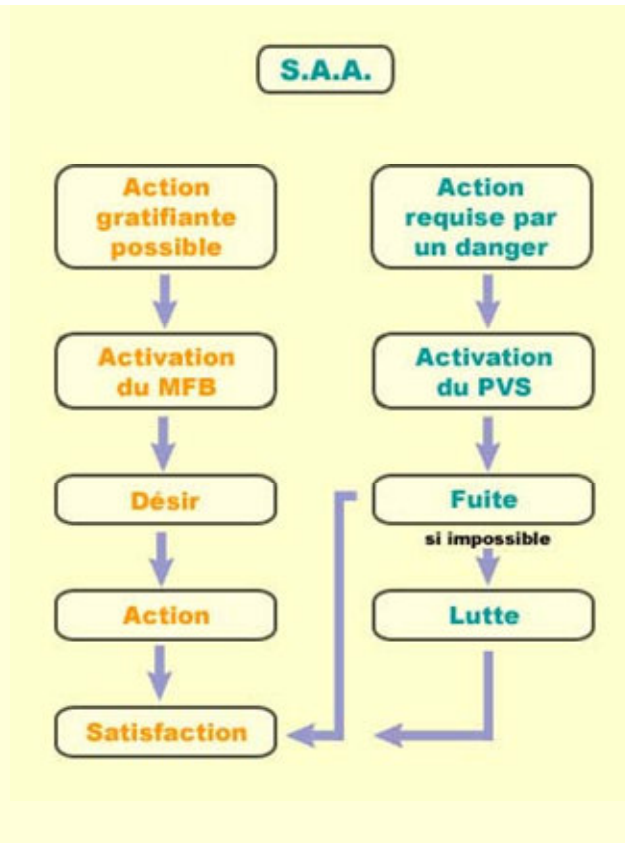 S.A.A.
Action
gratifiante
possible
Activation
du MFB
Désir
Action
Satisfaction
Action
requise par
un danger
Activation
du PVS
Fuite
si impossible
Lutte